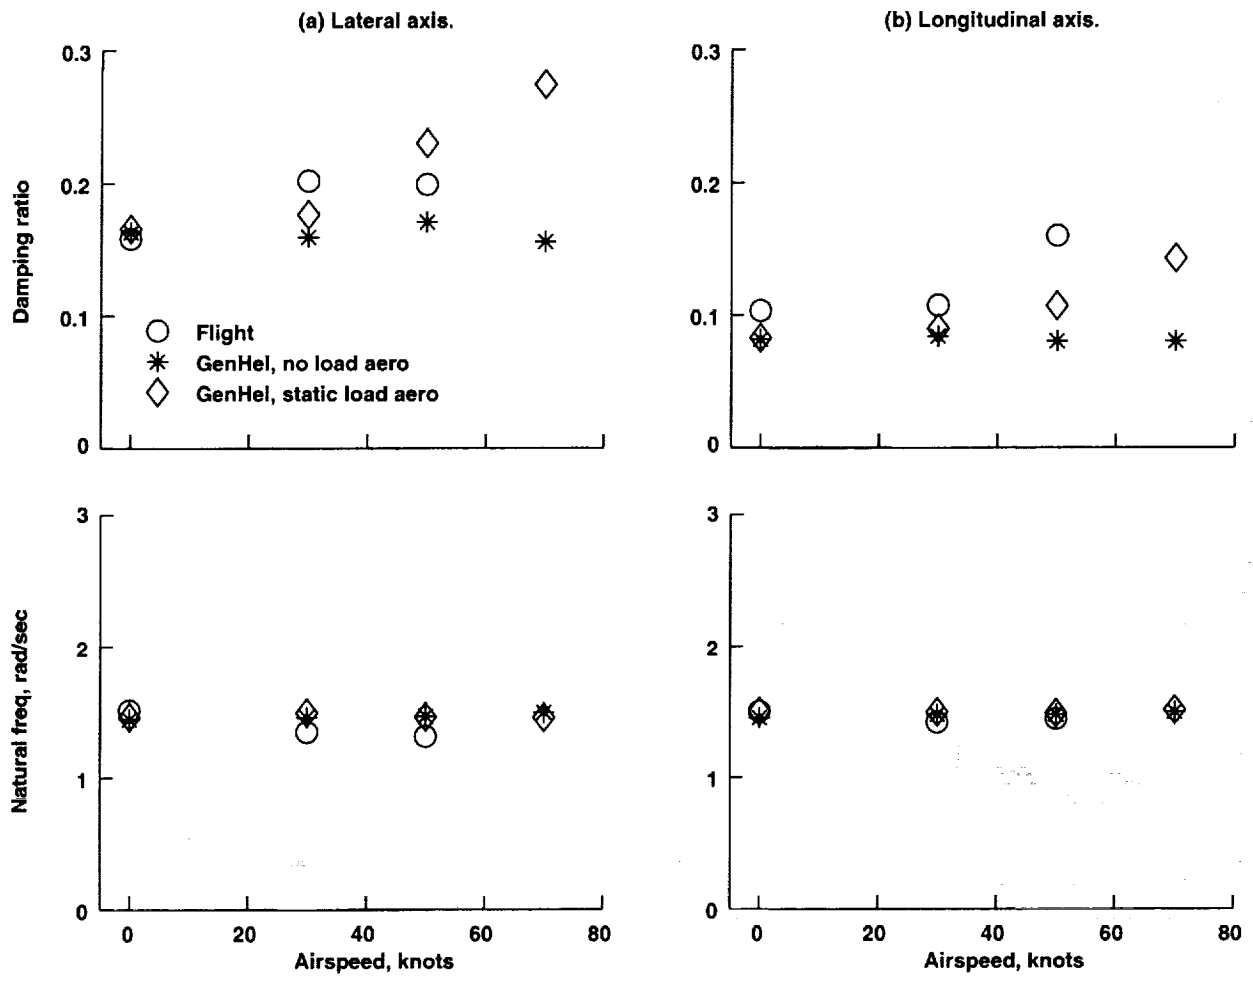 (a) Lateral axis.
0.3
0.2
0.1
0
Damping ratio
Flight
GenHel, no load aero
GenHel, static load aero
3
2
1
0
Natural freq, rad/sec
0 20 40 60 80
Airspeed, knots
(b) Longitudinal axis.
0.3
0.2
0.1
0
3
2
1
0
0 20 40 60 80
Airspeed, knots